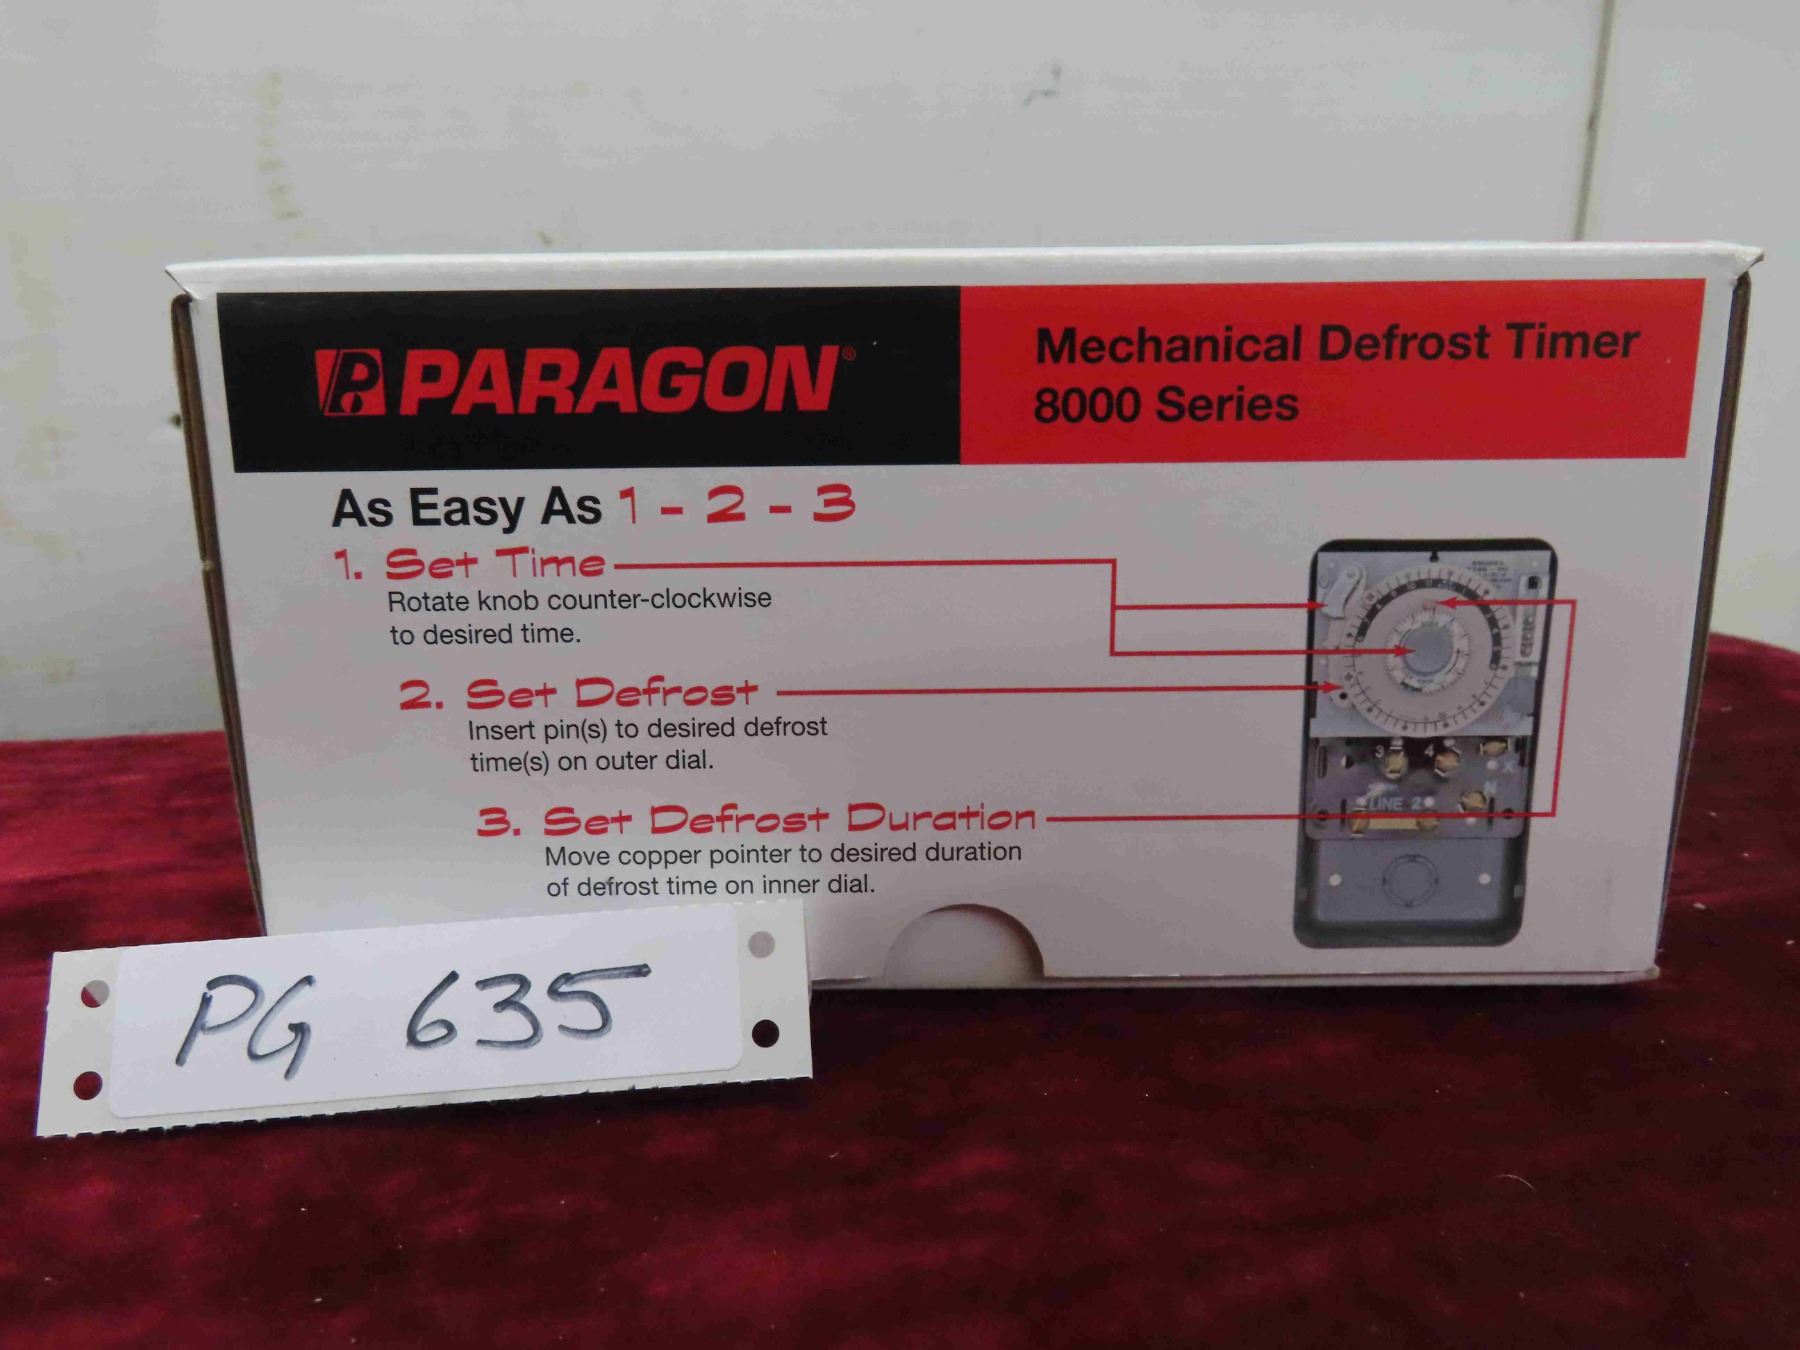 PARAGON®
Mechanical Defrost Timer
8000 Series
As Easy As 1 - 2 - 3
1. Set Time
Rotate knob counter-clockwise
to desired time.
2. Set Defrost
Insert pin(s) to desired defrost
time(s) on outer dial.
3. Set Defrost Duration
Move copper pointer to desired duration
of defrost time on inner dial.
3 4
X
N
LINE 2
PG 635